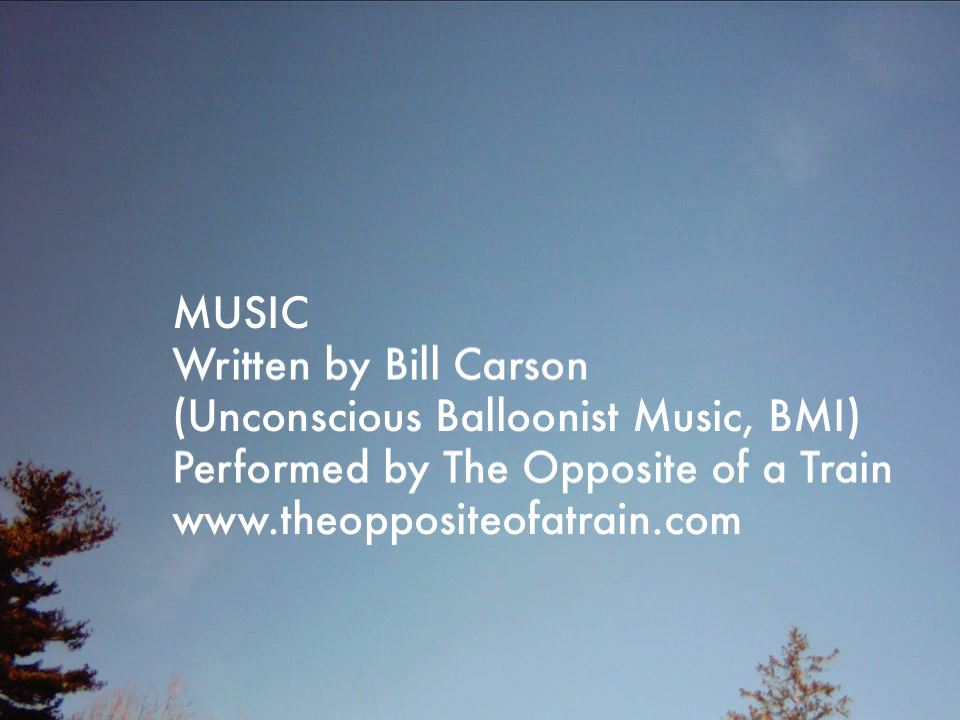 MUSIC
Written by Bill Carson
(Unconscious Balloonist Music, BMI)
Performed by The Opposite of a Train
www.theoppositeofatrain.com